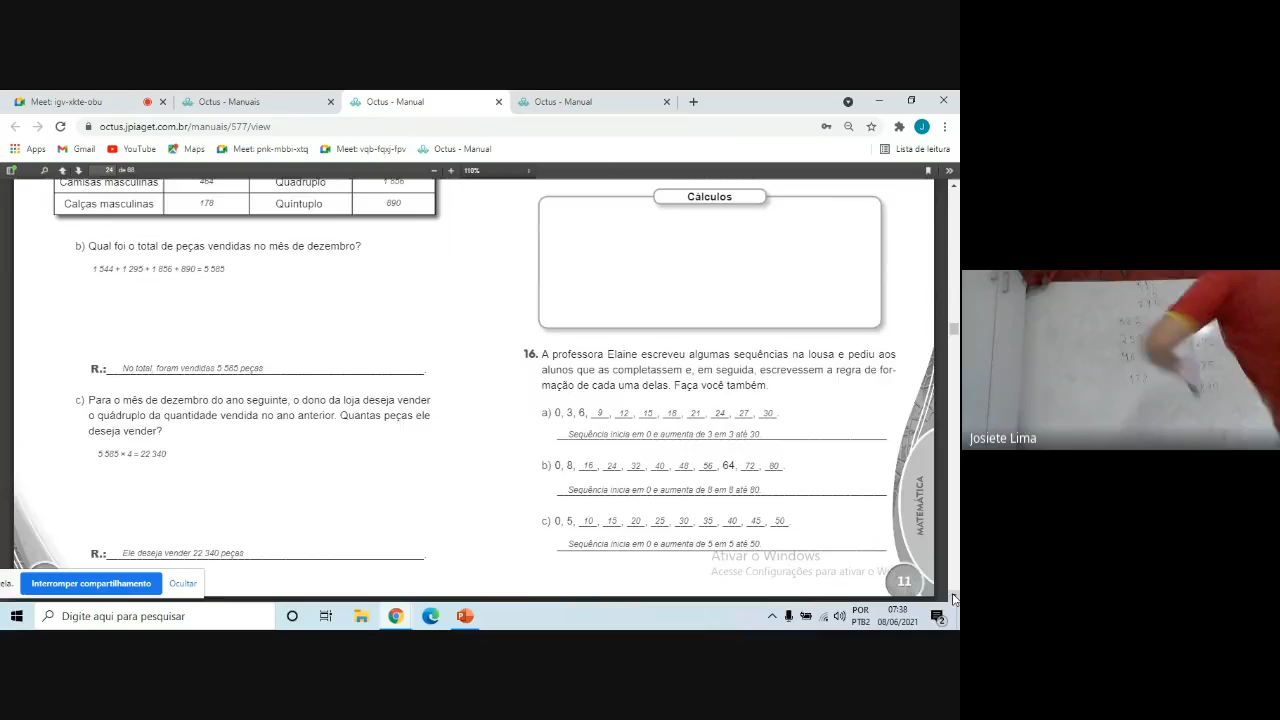 Meet: igv-xkte-obu
Octus - Manuais
Octus - Manual
Octus - Manual
octus.jpiaget.com.br/manuais/577/view
Apps
Gmail
YouTube
Maps
Meet: pnk-mbbi-xtq
Meet: vqb-fqxj-fpv
Octus - Manual
Lista de leitura
24 de 68
110%
Camisas masculinas 464 Quádruplo 1 856
Calças masculinas 178 Quíntuplo 890
b) Qual foi o total de peças vendidas no mês de dezembro?
1 544 + 1 295 + 1 856 + 890 = 5 585
R.: No total, foram vendidas 5 585 peças.
c) Para o mês de dezembro do ano seguinte, o dono da loja deseja vender
o quádruplo da quantidade vendida no ano anterior. Quantas peças ele
deseja vender?
5 585 × 4 = 22 340
R.: Ele deseja vender 22 340 peças.
Cálculos
16. A professora Elaine escreveu algumas sequências na lousa e pediu aos
alunos que as completassem e, em seguida, escrevessem a regra de for-
mação de cada uma delas. Faça você também.
a) 0, 3, 6, 9, 12, 15, 18, 21, 24, 27, 30.
Sequência inicia em 0 e aumenta de 3 em 3 até 30.
b) 0, 8, 16, 24, 32, 40, 48, 56, 64, 72, 80.
Sequência inicia em 0 e aumenta de 8 em 8 até 80.
c) 0, 5, 10, 15, 20, 25, 30, 35, 40, 45, 50.
Sequência inicia em 0 e aumenta de 5 em 5 até 50.
MATEMÁTICA
11
Ativar o Windows
Acesse Configurações para ativar o W
ela.
Interromper compartilhamento
Ocultar
Digite aqui para pesquisar
POR
PTB2
07:38
08/06/2021
2
J
J
Josiete Lima